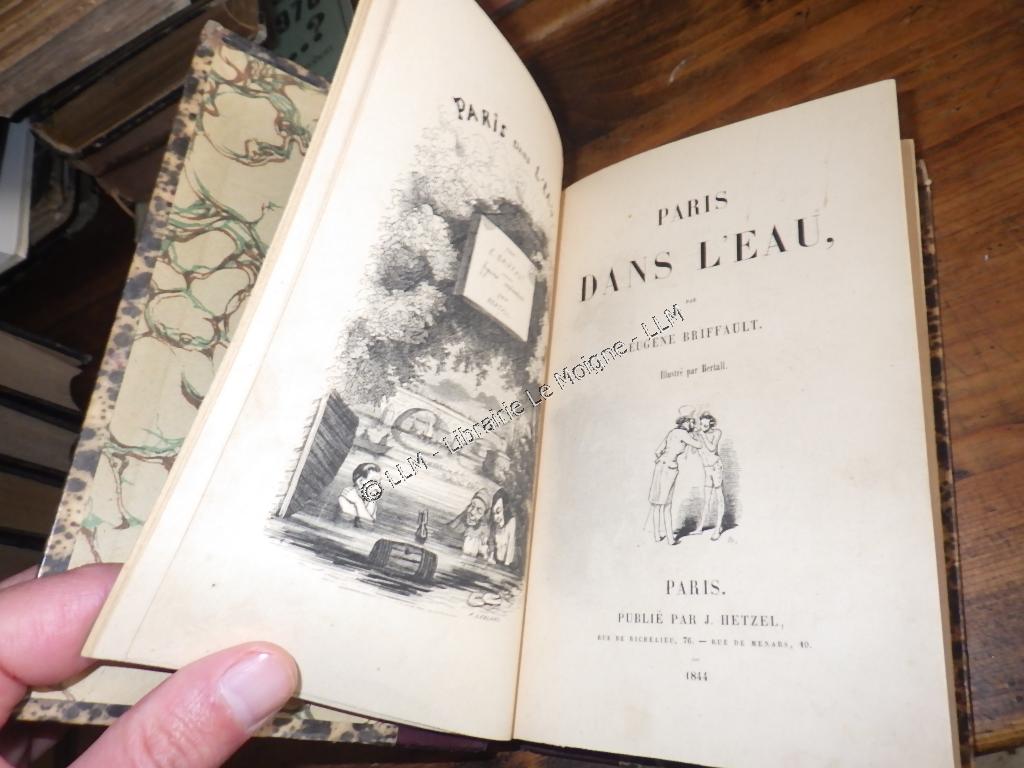 PARIS DANS L'EAU
PARIS
DANS L'EAU,
PAR
EUGÈNE BRIFFAULT.
Illustré par Bertall.
PARIS.
PUBLIÉ PAR J. HETZEL,
RUE DE RICHELIEU, 76. — RUE DE MENARS, 10.
1844
© LLM - Librairie Le Moigne - LLM